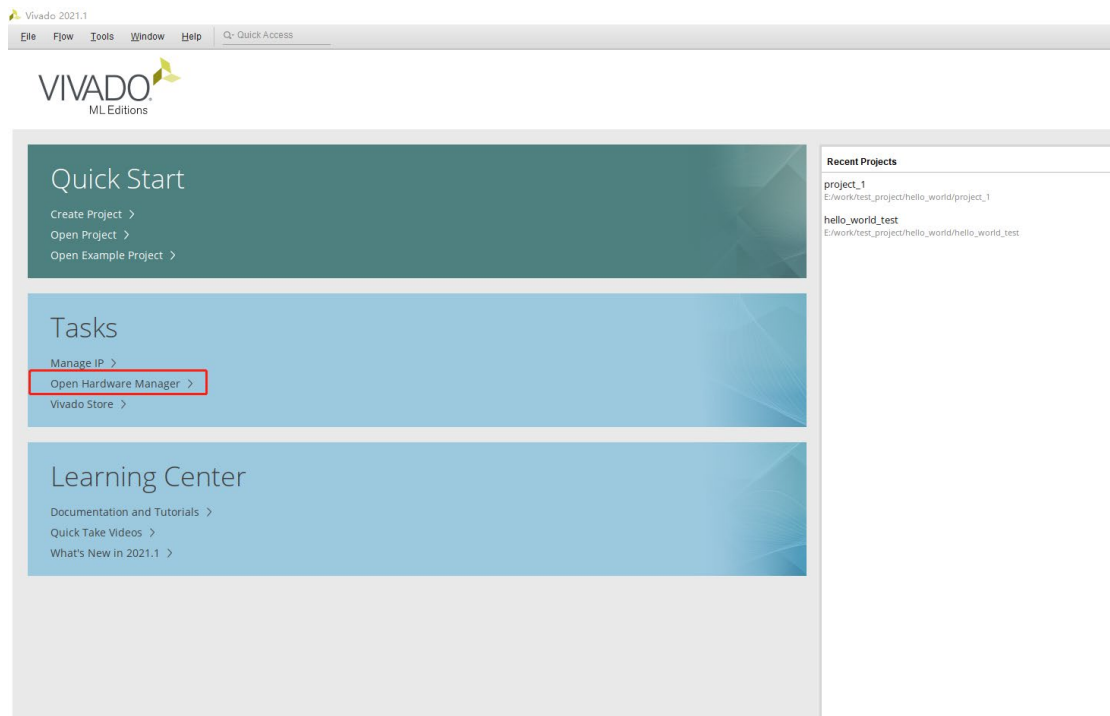 Vivado 2021.1
File Flow Tools Window Help Q- Quick Access
VIVADO.
ML Editions
Quick Start
Create Project >
Open Project >
Open Example Project >
Tasks
Manage IP >
Open Hardware Manager >
Vivado Store >
Learning Center
Documentation and Tutorials >
Quick Take Videos >
What's New in 2021.1 >
Recent Projects
project_1
E:/work/test_project/hello_world/project_1
hello_world_test
E:/work/test_project/hello_world/hello_world_test